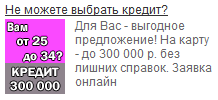 Не можете выбрать кредит?
Вам
от 25
до 34?
КРЕДИТ
300 000
Для Вас - выгодное
предложение! На карту
- до 300 000 р. без
лишних справок. Заявка
онлайн